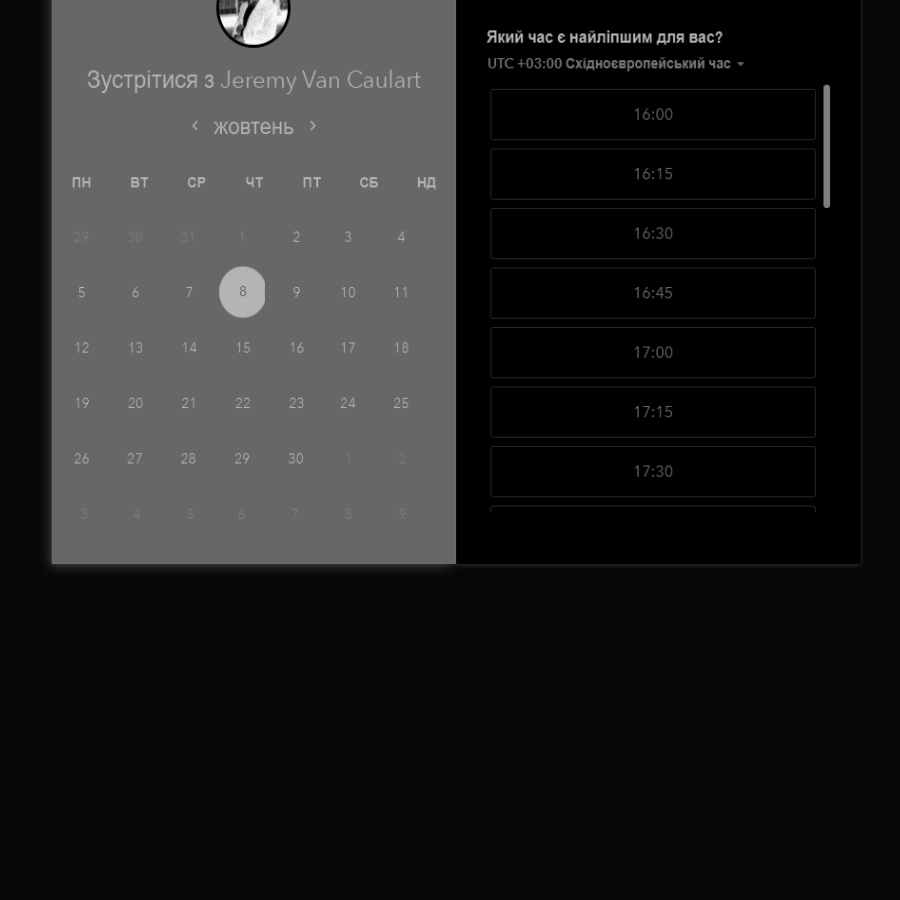 Зустрітися з Jeremy Van Caulart
жовтень
ПН ВТ СР ЧТ ПТ СБ НД
29 30 31 1 2 3 4
5 6 7 8 9 10 11
12 13 14 15 16 17 18
19 20 21 22 23 24 25
26 27 28 29 30 1 2
3 4 5 6 7 8 9
Який час є найліпшим для вас?
UTC +03:00 Східноєвропейський час
16:00
16:15
16:30
16:45
17:00
17:15
17:30